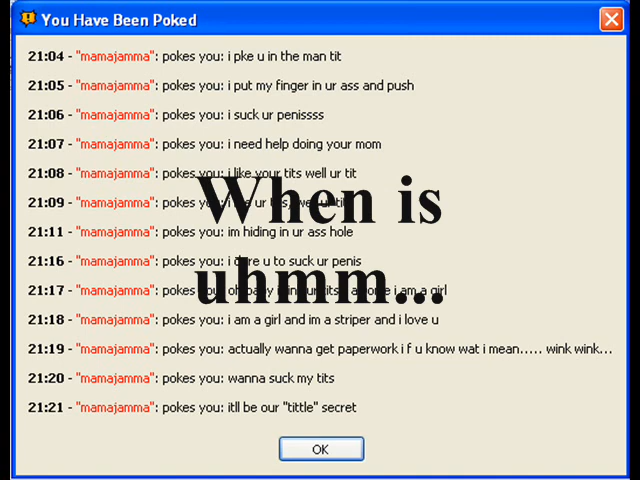 You Have Been Poked
21:04 - "mamajamma": pokes you: i pke u in the man tit
21:05 - "mamajamma": pokes you: i put my finger in ur ass and push
21:06 - "mamajamma": pokes you: i suck ur penissss
21:07 - "mamajamma": pokes you: i need help doing your mom
21:08 - "mamajamma": pokes you: i like your tits well ur tit
When is
21:09 - "mamajamma": pokes you: i ur tit
21:11 - "mamajamma": pokes you: im hiding in ur ass hole
21:16 - "mamajamma": pokes you: i dare u to suck ur penis
uhmm...
21:17 - "mamajamma": pokes you: i am a girl
21:18 - "mamajamma": pokes you: i am a girl and im a striper and i love u
21:19 - "mamajamma": pokes you: actually wanna get paperwork i f u know wat i mean..... wink wink...
21:20 - "mamajamma": pokes you: wanna suck my tits
21:21 - "mamajamma": pokes you: itll be our "tittle" secret
OK